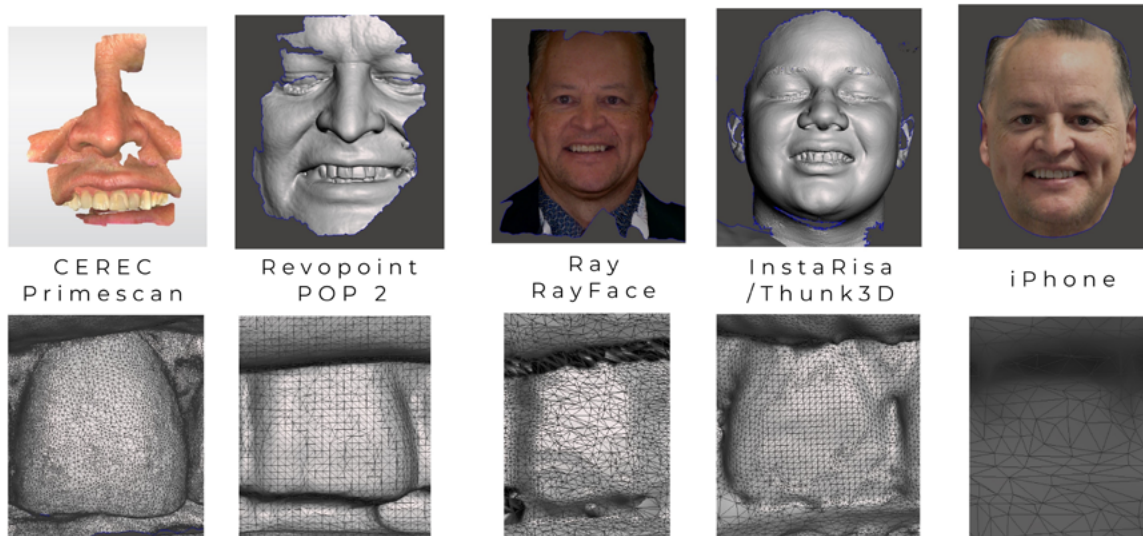 CEREC
Primescan
Revopoint
POP 2
Ray
RayFace
InstaRisa
/Thunk3D
iPhone